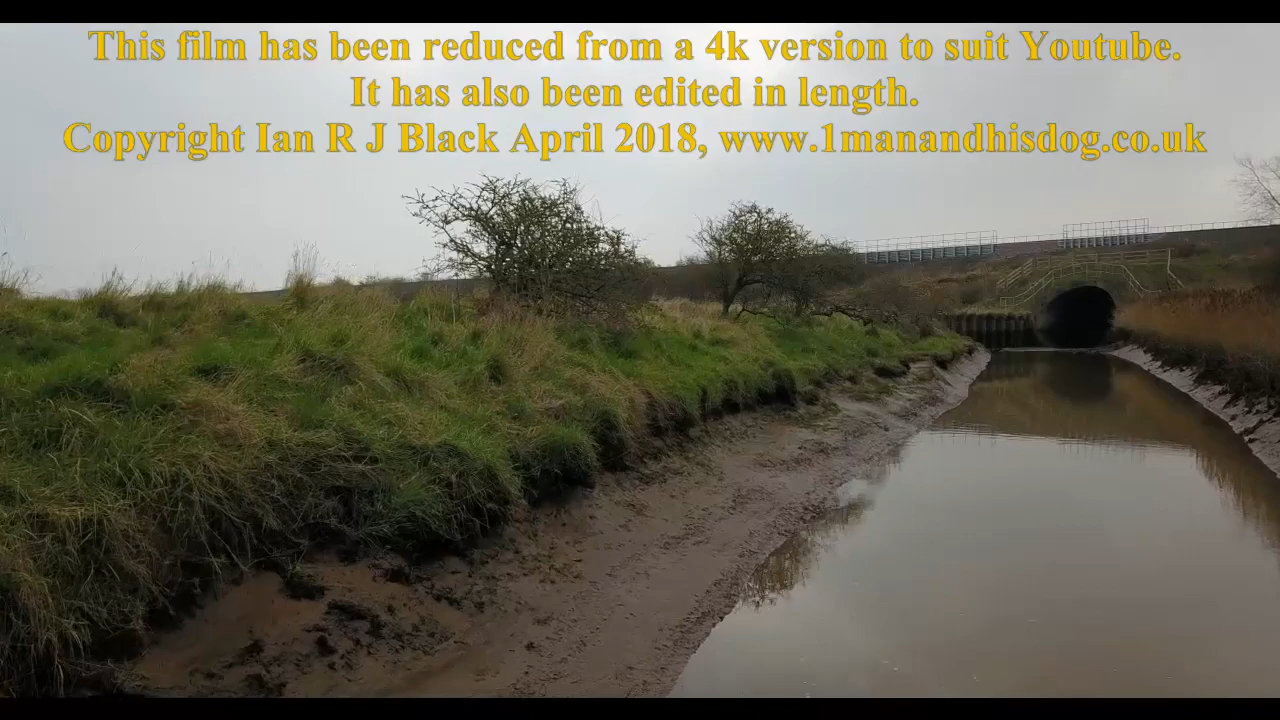 This film has been reduced from a 4k version to suit Youtube.
It has also been edited in length.
Copyright Ian R J Black April 2018, www.1manandhisdog.co.uk